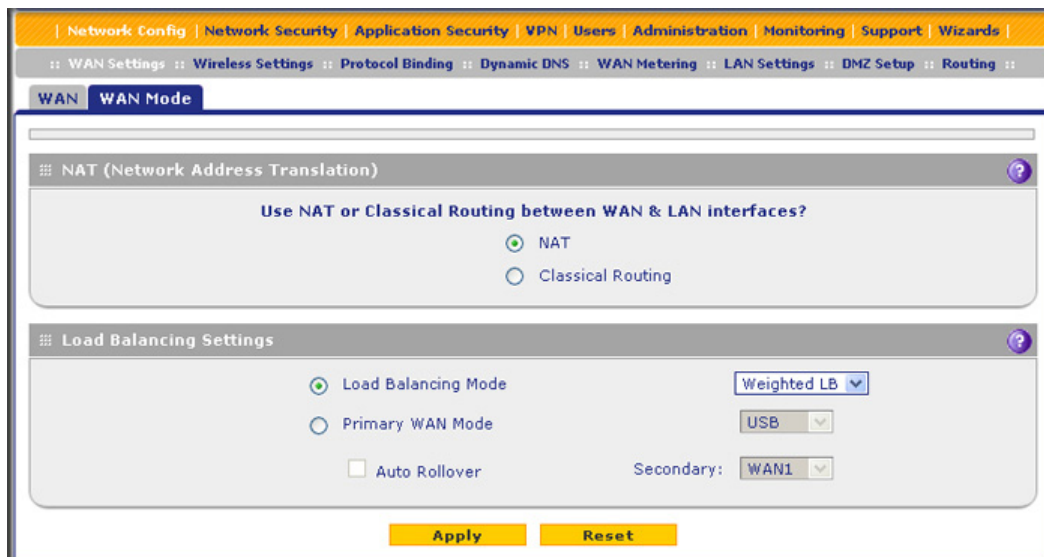 | Network Config | Network Security | Application Security | VPN | Users | Administration | Monitoring | Support | Wizards |
:: WAN Settings :: Wireless Settings :: Protocol Binding :: Dynamic DNS :: WAN Metering :: LAN Settings :: DMZ Setup :: Routing ::
WAN WAN Mode
NAT (Network Address Translation) ?
Use NAT or Classical Routing between WAN & LAN interfaces?
NAT
Classical Routing
Load Balancing Settings ?
Load Balancing Mode Weighted LB
Primary WAN Mode USB
Auto Rollover Secondary: WAN1
Apply Reset